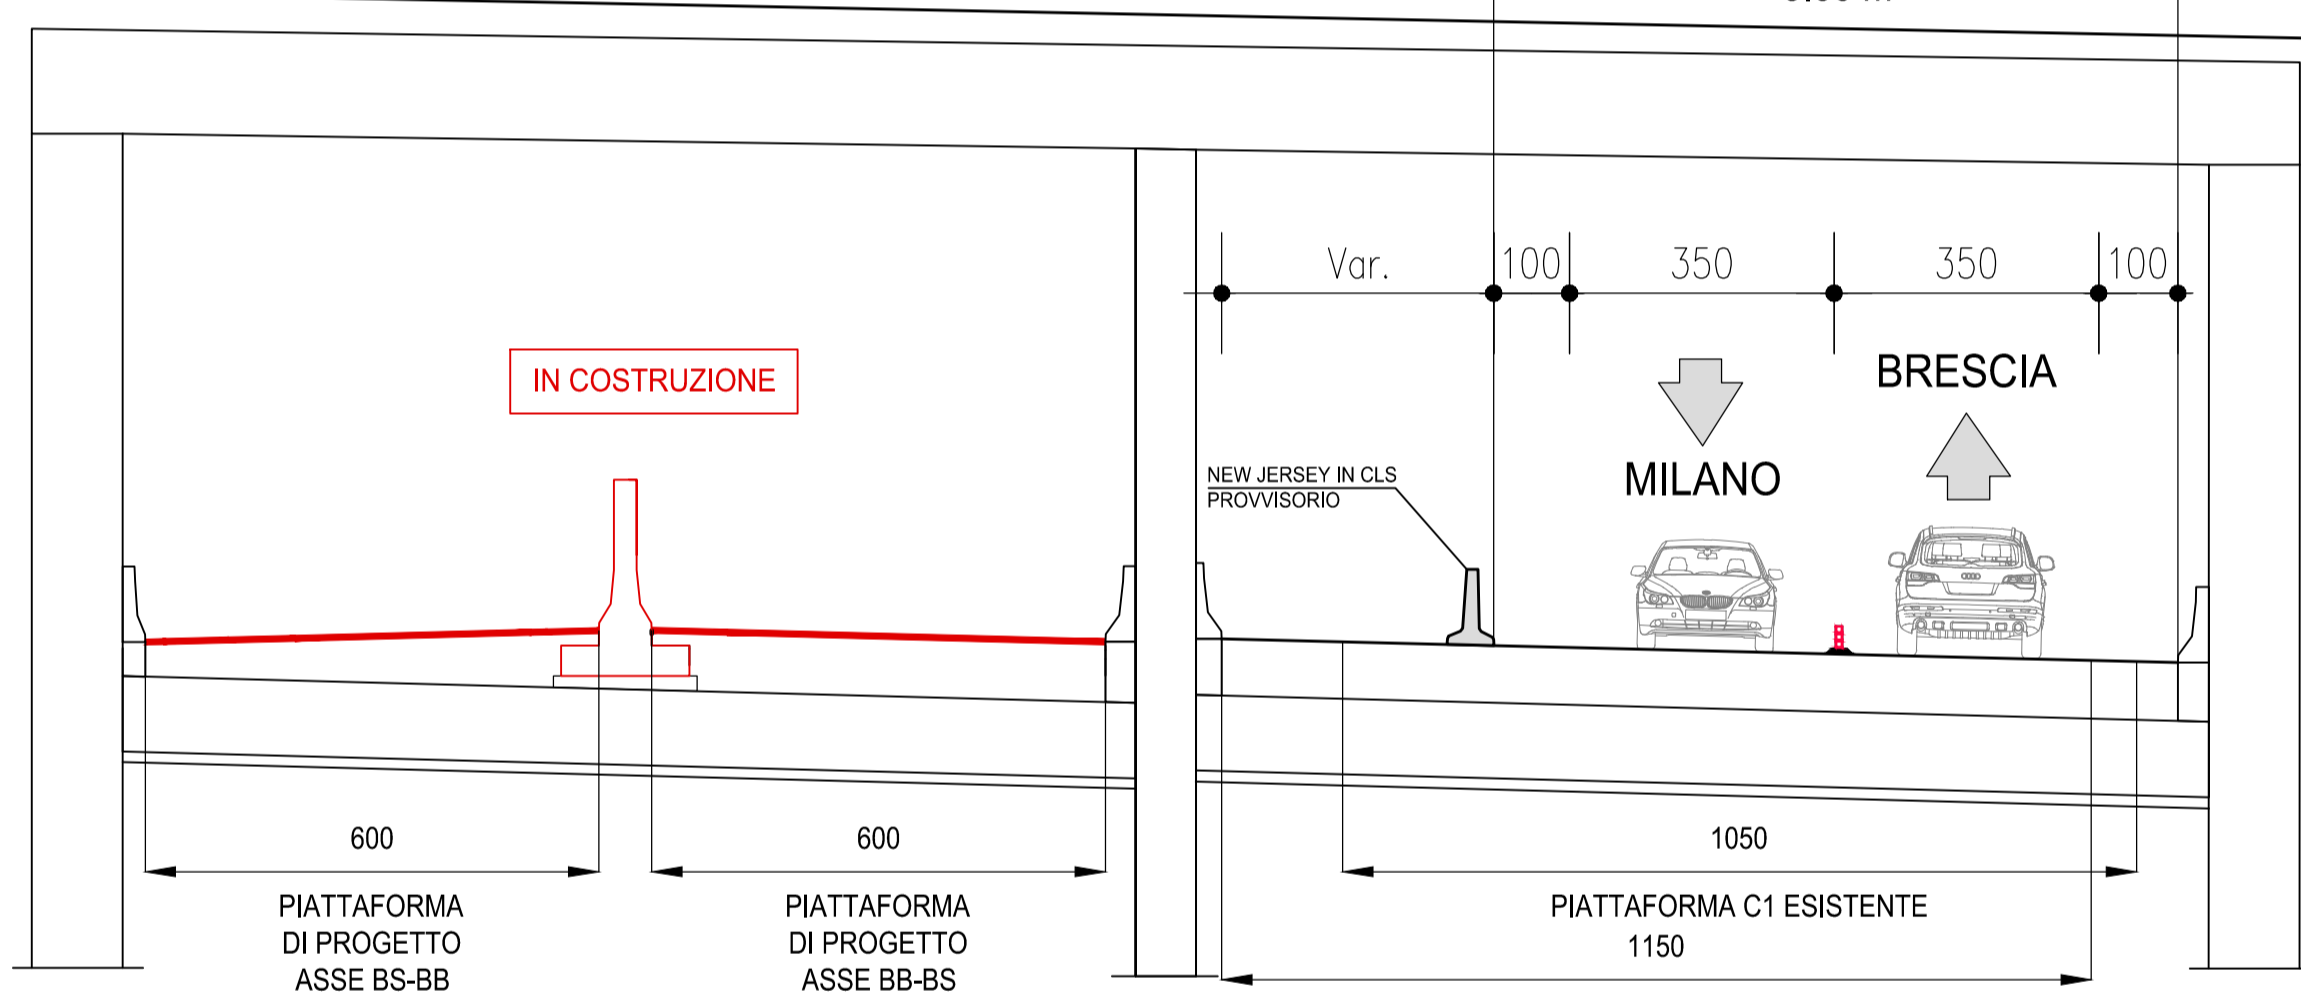 Var. 100 350 350 100
IN COSTRUZIONE
BRESCIA
MILANO
NEW JERSEY IN CLS
PROVVISORIO
600 600 1050
PIATTAFORMA
DI PROGETTO
ASSE BS-BB
PIATTAFORMA
DI PROGETTO
ASSE BB-BS
PIATTAFORMA C1 ESISTENTE
1150